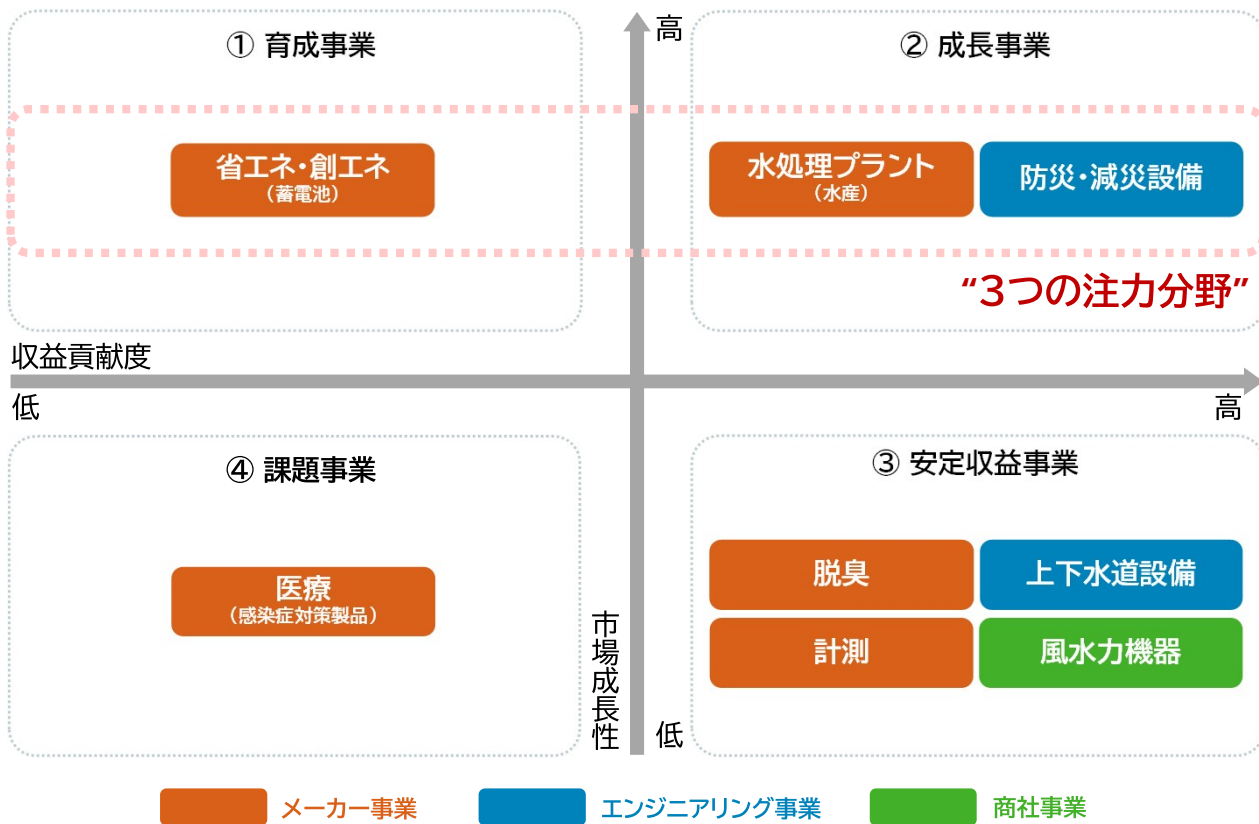 ① 育成事業
高
② 成長事業
省エネ・創エネ
（蓄電池）
水処理プラント
（水産）
防災・減災設備
“３つの注力分野”
収益貢献度
低
高
④ 課題事業
③ 安定収益事業
医療
（感染症対策製品）
脱臭
上下水道設備
計測
風水力機器
市場成長性
低
メーカー事業
エンジニアリング事業
商社事業